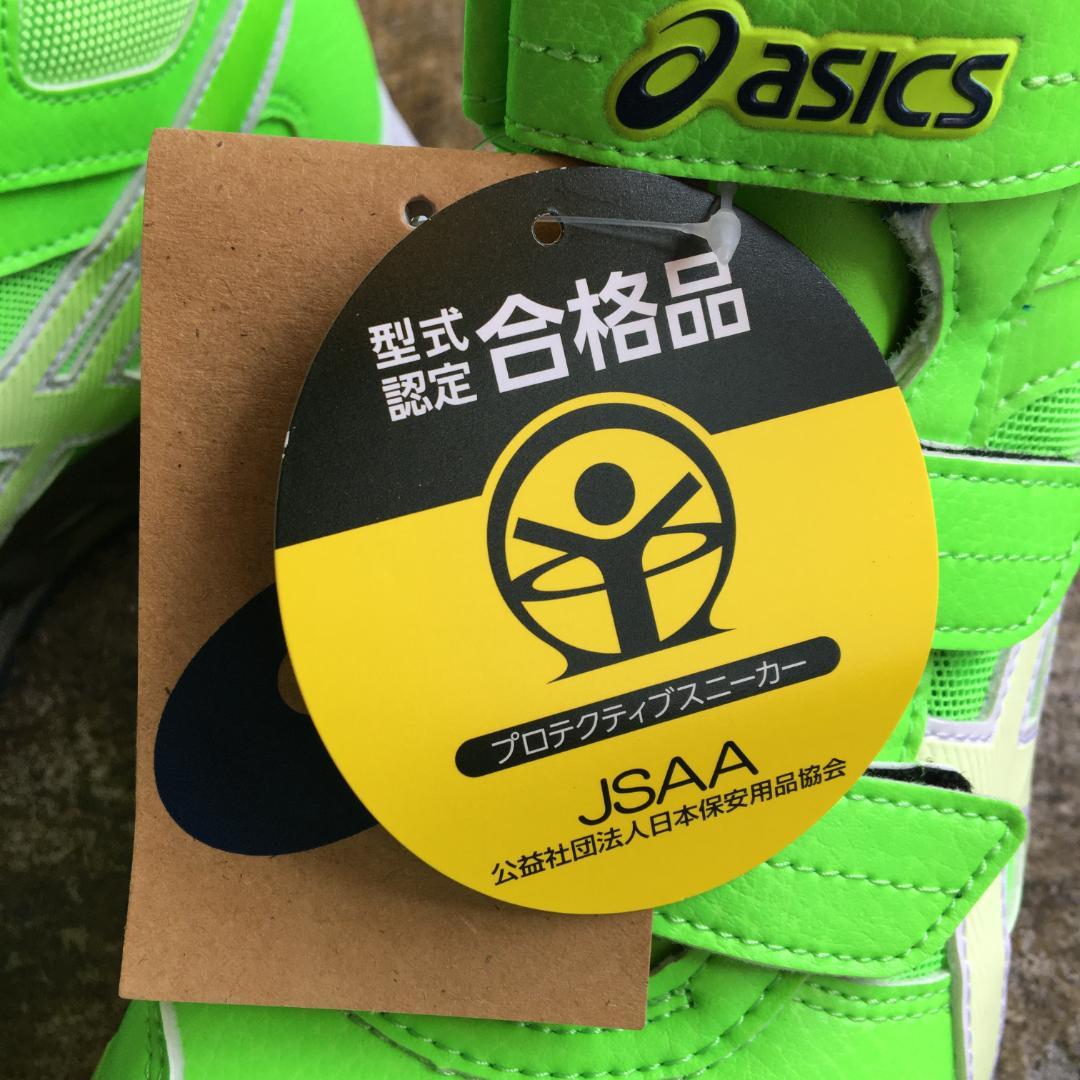 asics
型式
認定
合格品
プロテクティブスニーカー
JSAA
公益社団法人日本保安用品協会